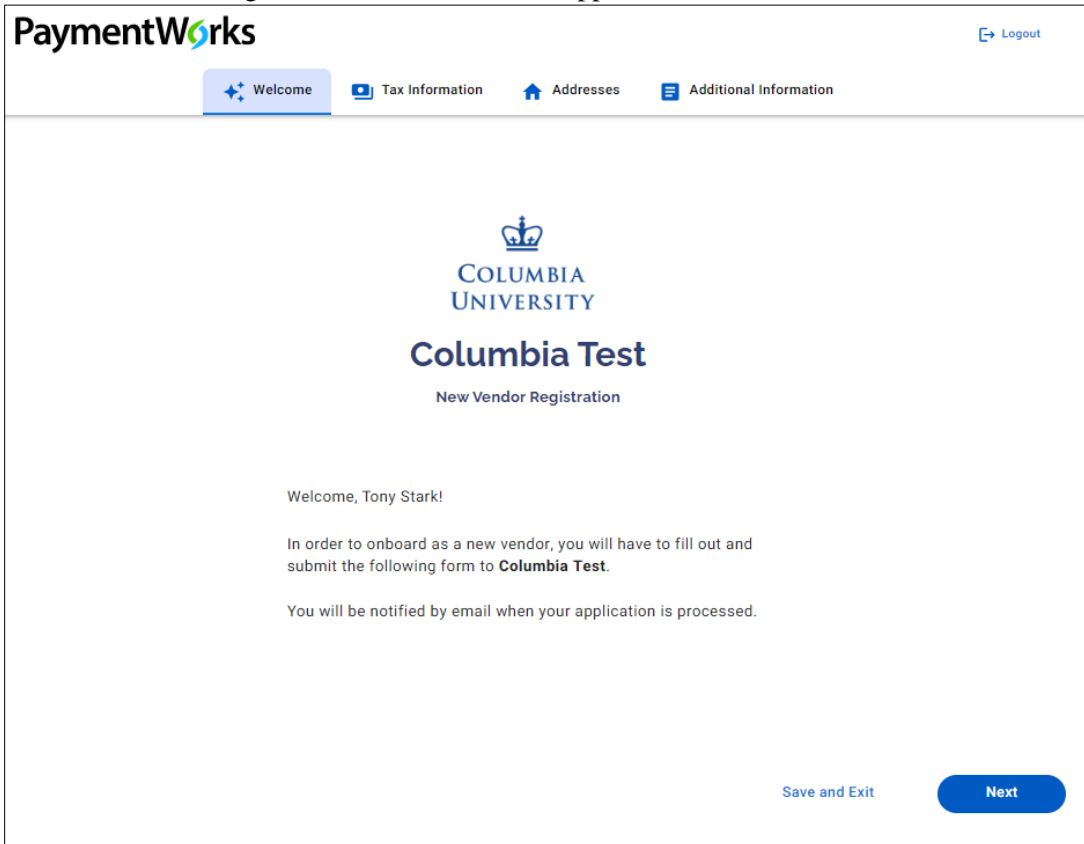 PaymentWorks
Logout
Welcome
Tax Information
Addresses
Additional Information
COLUMBIA
UNIVERSITY
Columbia Test
New Vendor Registration
Welcome, Tony Stark!
In order to onboard as a new vendor, you will have to fill out and
submit the following form to Columbia Test.
You will be notified by email when your application is processed.
Save and Exit
Next